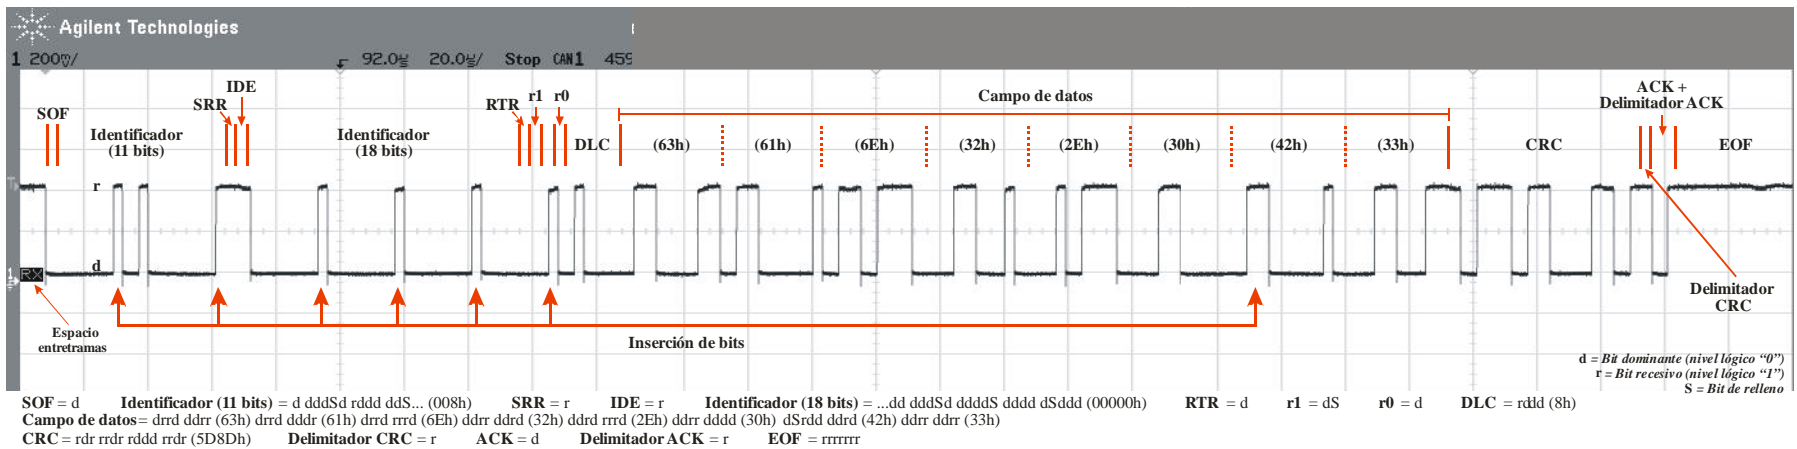 Agilent Technologies
1 200㎷/ 92.0㎲ 20.0㎲/ Stop CAN1 459
SOF
SRR
IDE
Identificador
(11 bits)
Identificador
(18 bits)
RTR
r1
r0
DLC
Campo de datos
(63h) (61h) (6Eh) (32h) (2Eh) (30h) (42h) (33h)
CRC
ACK +
Delimitador ACK
EOF
r
d
1 RX
Espacio
entretramas
Inserción de bits
Delimitador
CRC
d = Bit dominante (nivel lógico “0”)
r = Bit recesivo (nivel lógico “1”)
S = Bit de relleno
SOF = d Identificador (11 bits) = d dddSd rddd ddS... (008h) SRR = r IDE = r Identificador (18 bits) = ...dd dddSd ddddS dddd dSddd (00000h) RTR = d r1 = dS r0 = d DLC = rddd (8h)
Campo de datos = drrd ddrr (63h) drrd dddr (61h) drrd rrrd (6Eh) ddrr ddrd (32h) ddrd rrrd (2Eh) ddrr dddd (30h) dSrdd ddrd (42h) ddrr ddrr (33h)
CRC = rdr rrdr rddd rrdr (5D8Dh) Delimitador CRC = r ACK = d Delimitador ACK = r EOF = rrrrrrr